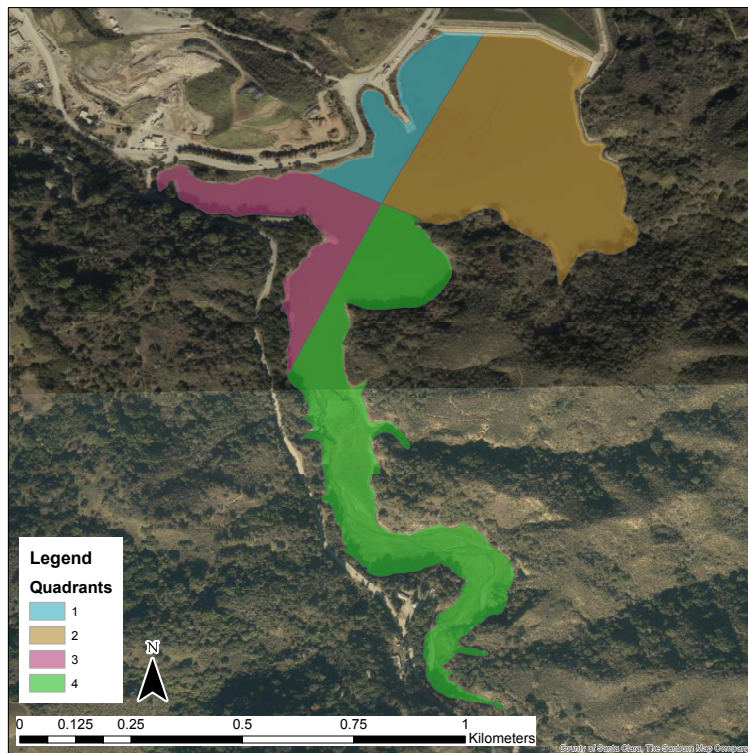 Legend
Quadrants
1
2
3
4
N
0 0.125 0.25 0.5 0.75 1
Kilometers
County of Santa Clara, The Sanborn Map Company